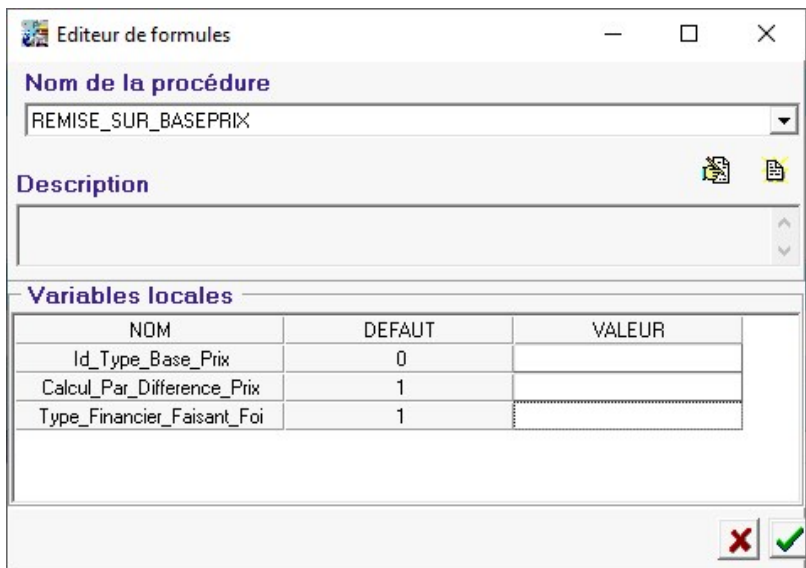 Editeur de formules
Nom de la procédure
REMISE_SUR_BASEPRIX
Description
Variables locales
NOM DEFAUT VALEUR
Id_Type_Base_Prix 0
Calcul_Par_Difference_Prix 1
Type_Financier_Faisant_Foi 1